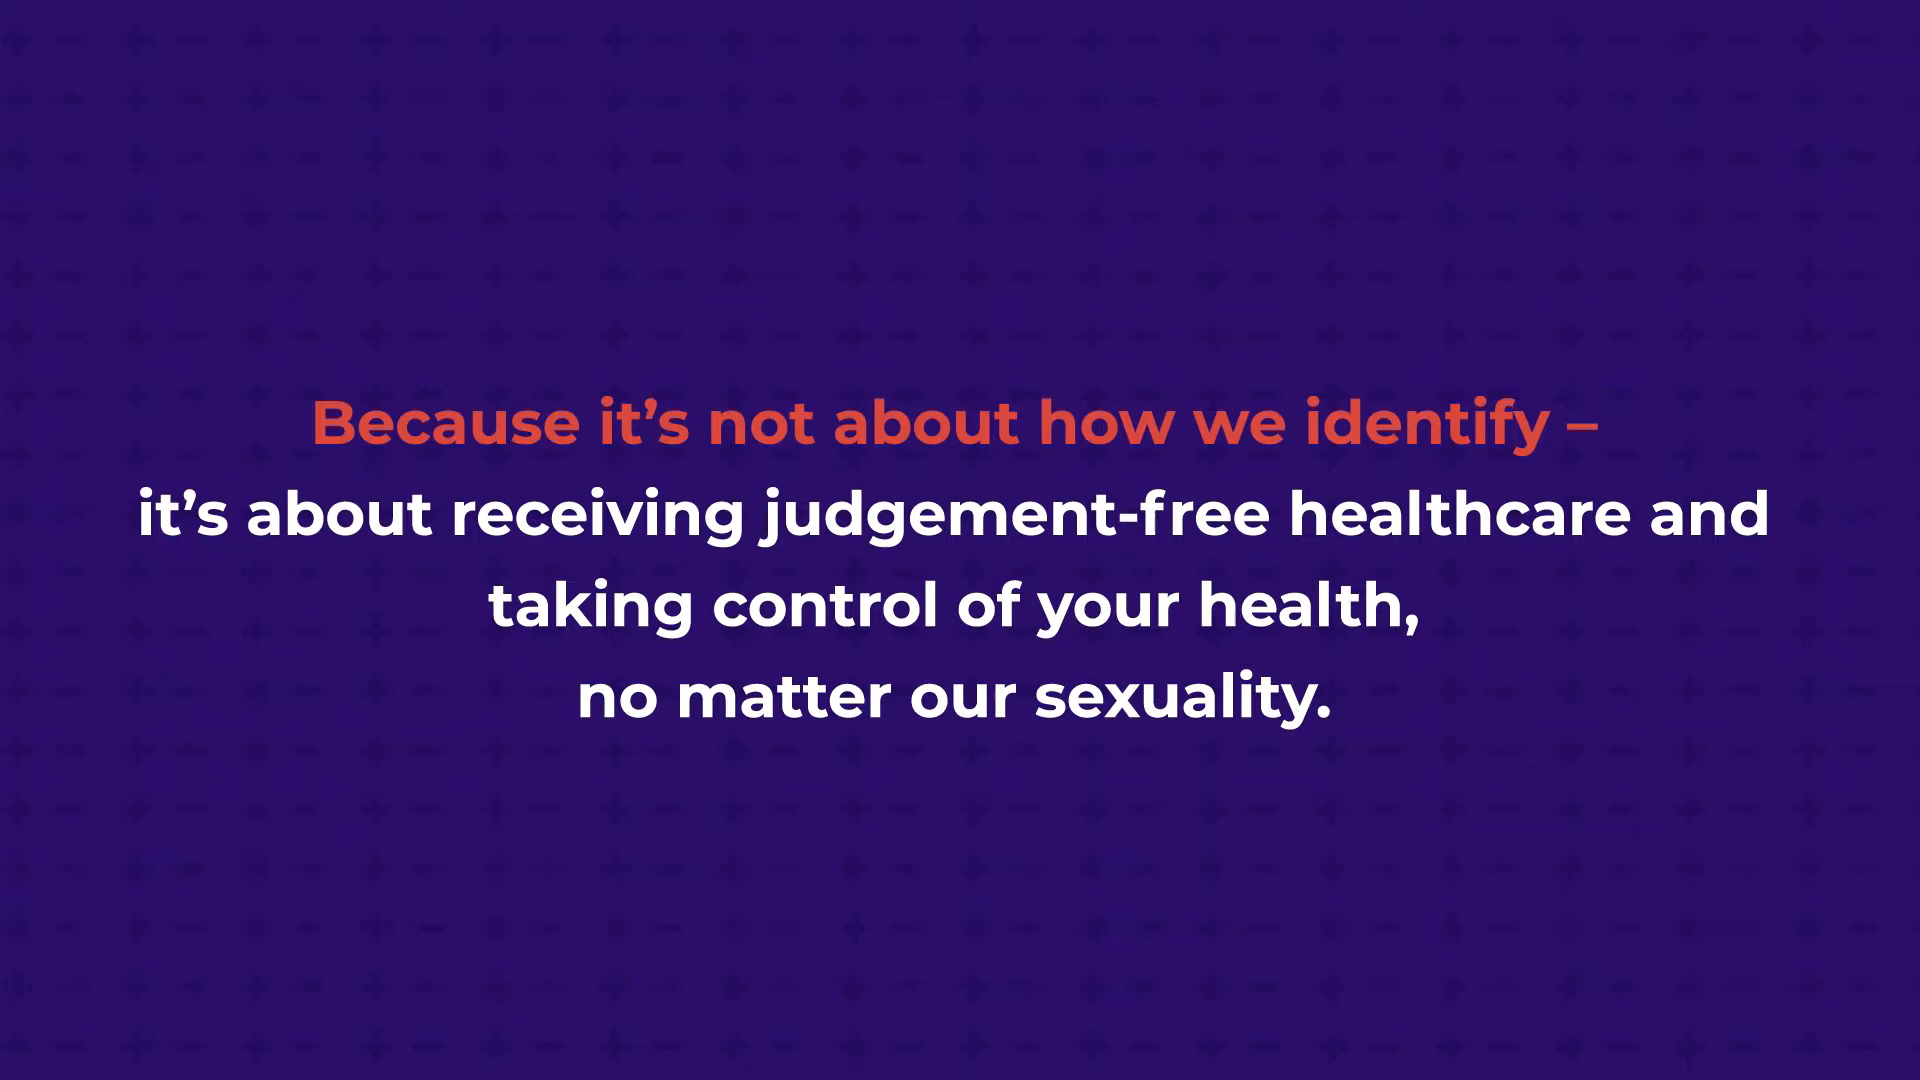 Because it’s not about how we identify –
it’s about receiving judgement-free healthcare and
taking control of your health,
no matter our sexuality.